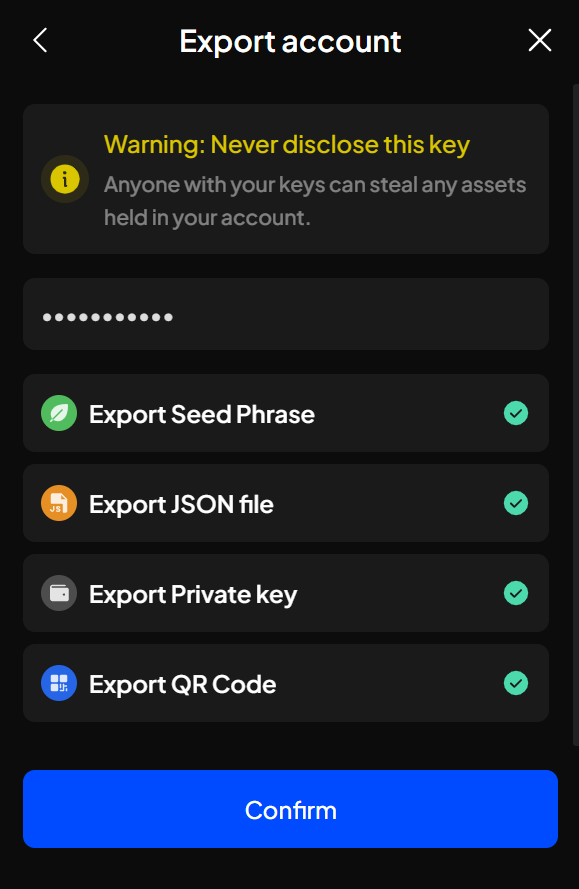 Export account
Warning: Never disclose this key
Anyone with your keys can steal any assets
held in your account.
•••••••••••
Export Seed Phrase
JS
Export JSON file
Export Private key
Export QR Code
Confirm